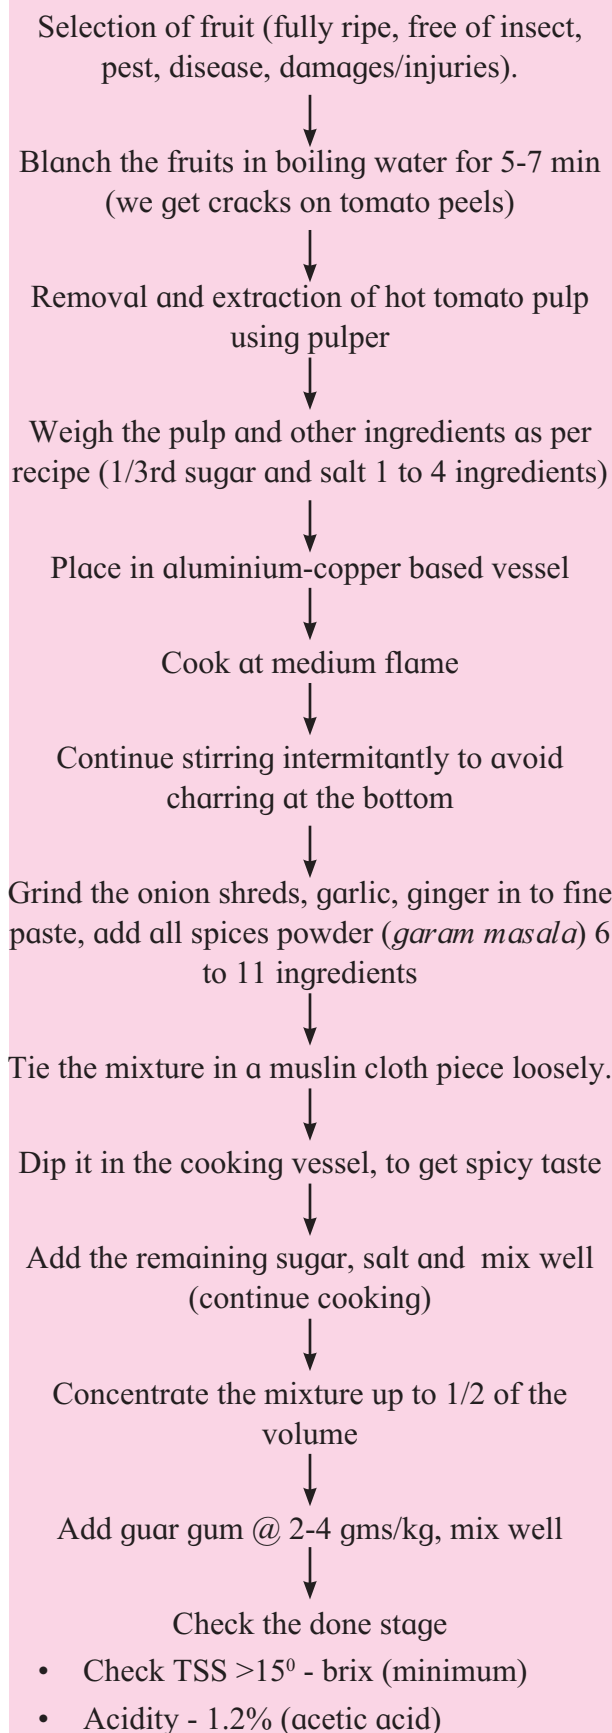 Selection of fruit (fully ripe, free of insect,
pest, disease, damages/injuries).
Blanch the fruits in boiling water for 5-7 min
(we get cracks on tomato peels)
Removal and extraction of hot tomato pulp
using pulper
Weigh the pulp and other ingredients as per
recipe (1/3rd sugar and salt 1 to 4 ingredients)
Place in aluminium-copper based vessel
Cook at medium flame
Continue stirring intermitantly to avoid
charring at the bottom
Grind the onion shreds, garlic, ginger in to fine
paste, add all spices powder (garam masala) 6
to 11 ingredients
Tie the mixture in a muslin cloth piece loosely.
Dip it in the cooking vessel, to get spicy taste
Add the remaining sugar, salt and mix well
(continue cooking)
Concentrate the mixture up to 1/2 of the
volume
Add guar gum @ 2-4 gms/kg, mix well
Check the done stage
• Check TSS >15⁰ - brix (minimum)
• Acidity - 1.2% (acetic acid)